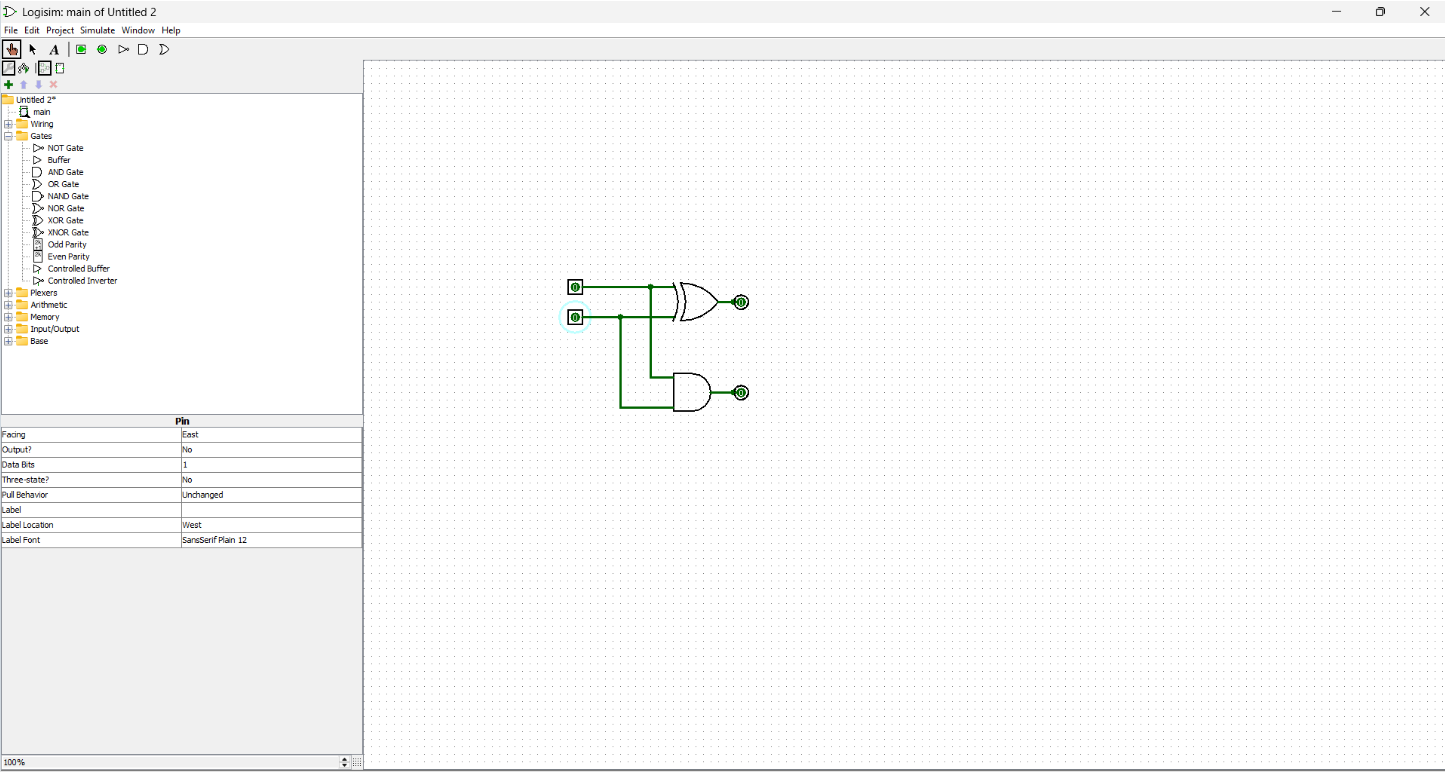 Logisim: main of Untitled 2
File Edit Project Simulate Window Help
A
Untitled 2*
main
Wiring
Gates
NOT Gate
Buffer
AND Gate
OR Gate
NAND Gate
NOR Gate
XOR Gate
XNOR Gate
Odd Parity
Even Parity
Controlled Buffer
Controlled Inverter
Plexers
Arithmetic
Memory
Input/Output
Base
Pin
Facing East
Output? No
Data Bits 1
Three-state? No
Pull Behavior Unchanged
Label
Label Location West
Label Font SansSerif Plain 12
100%
0
0
0
0